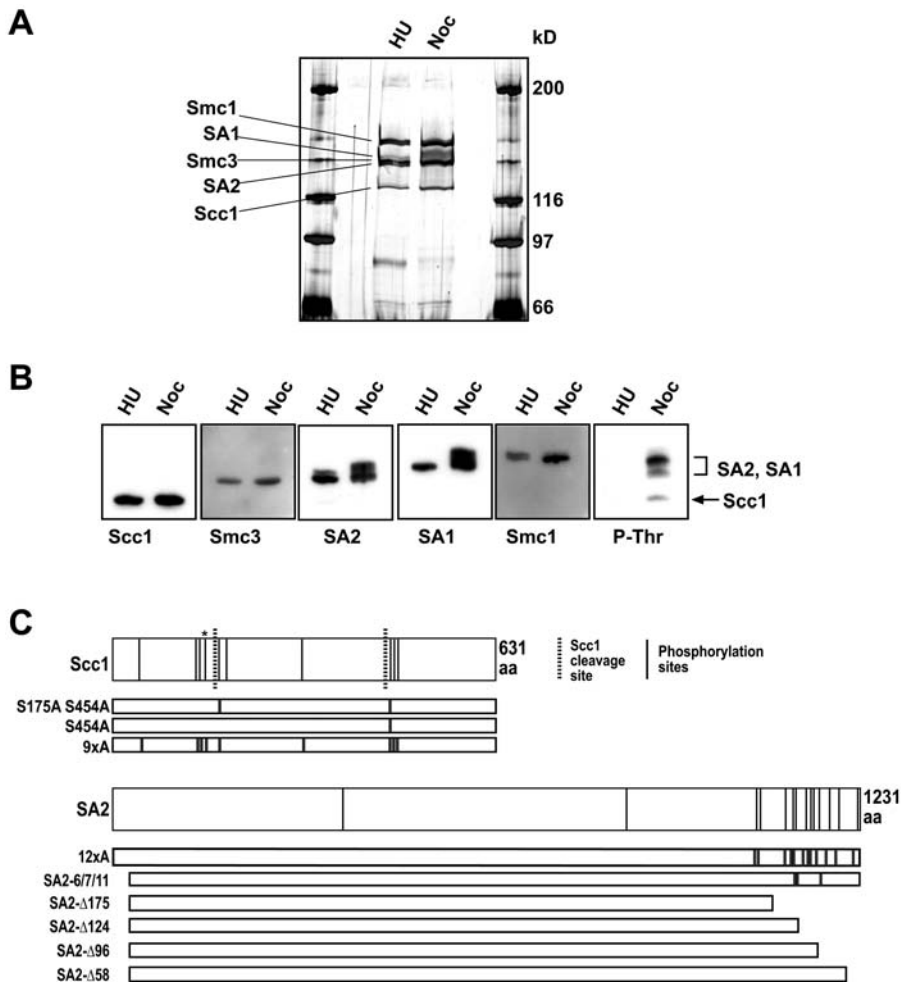 A
HU Noc
kD
200
Smc1
SA1
Smc3
SA2
Scc1
116
97
66
B
HU Noc HU Noc HU Noc HU Noc HU Noc HU Noc
SA2, SA1
Scc1
Scc1 Smc3 SA2 SA1 Smc1 P-Thr
C
*
Scc1
631
aa
Scc1
cleavage
site
Phosphorylation
sites
S175A S454A
S454A
9xA
SA2
1231
aa
12xA
SA2-6/7/11
SA2-Δ175
SA2-Δ124
SA2-Δ96
SA2-Δ58